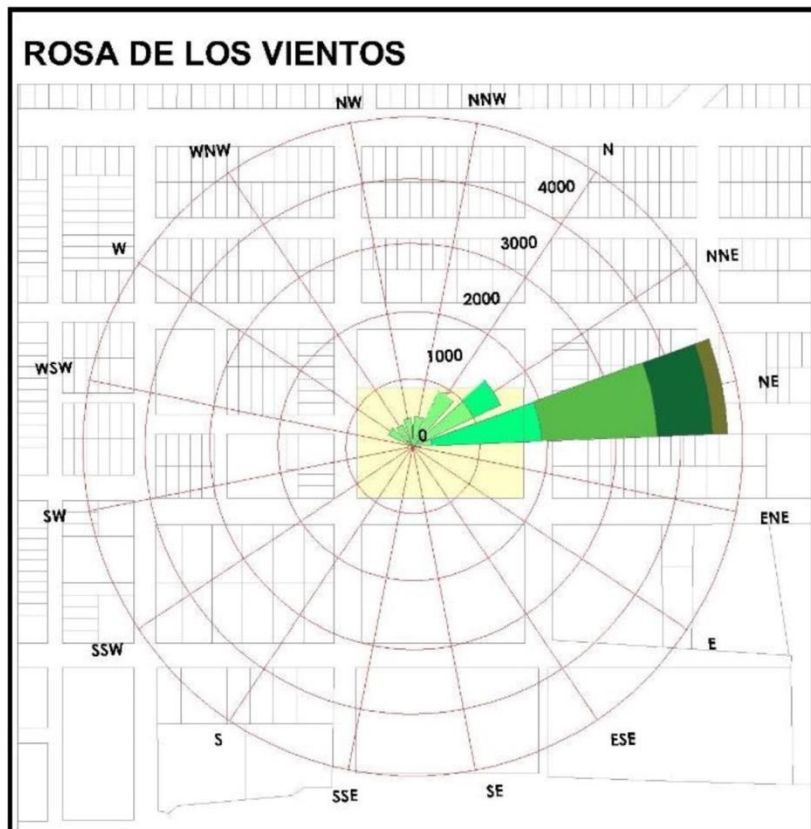 ROSA DE LOS VIENTOS
NW
NNW
WNW
N
4000
W
3000
NNE
2000
1000
WSW
NE
0
SW
ENE
SSW
E
S
ESE
SSE
SE